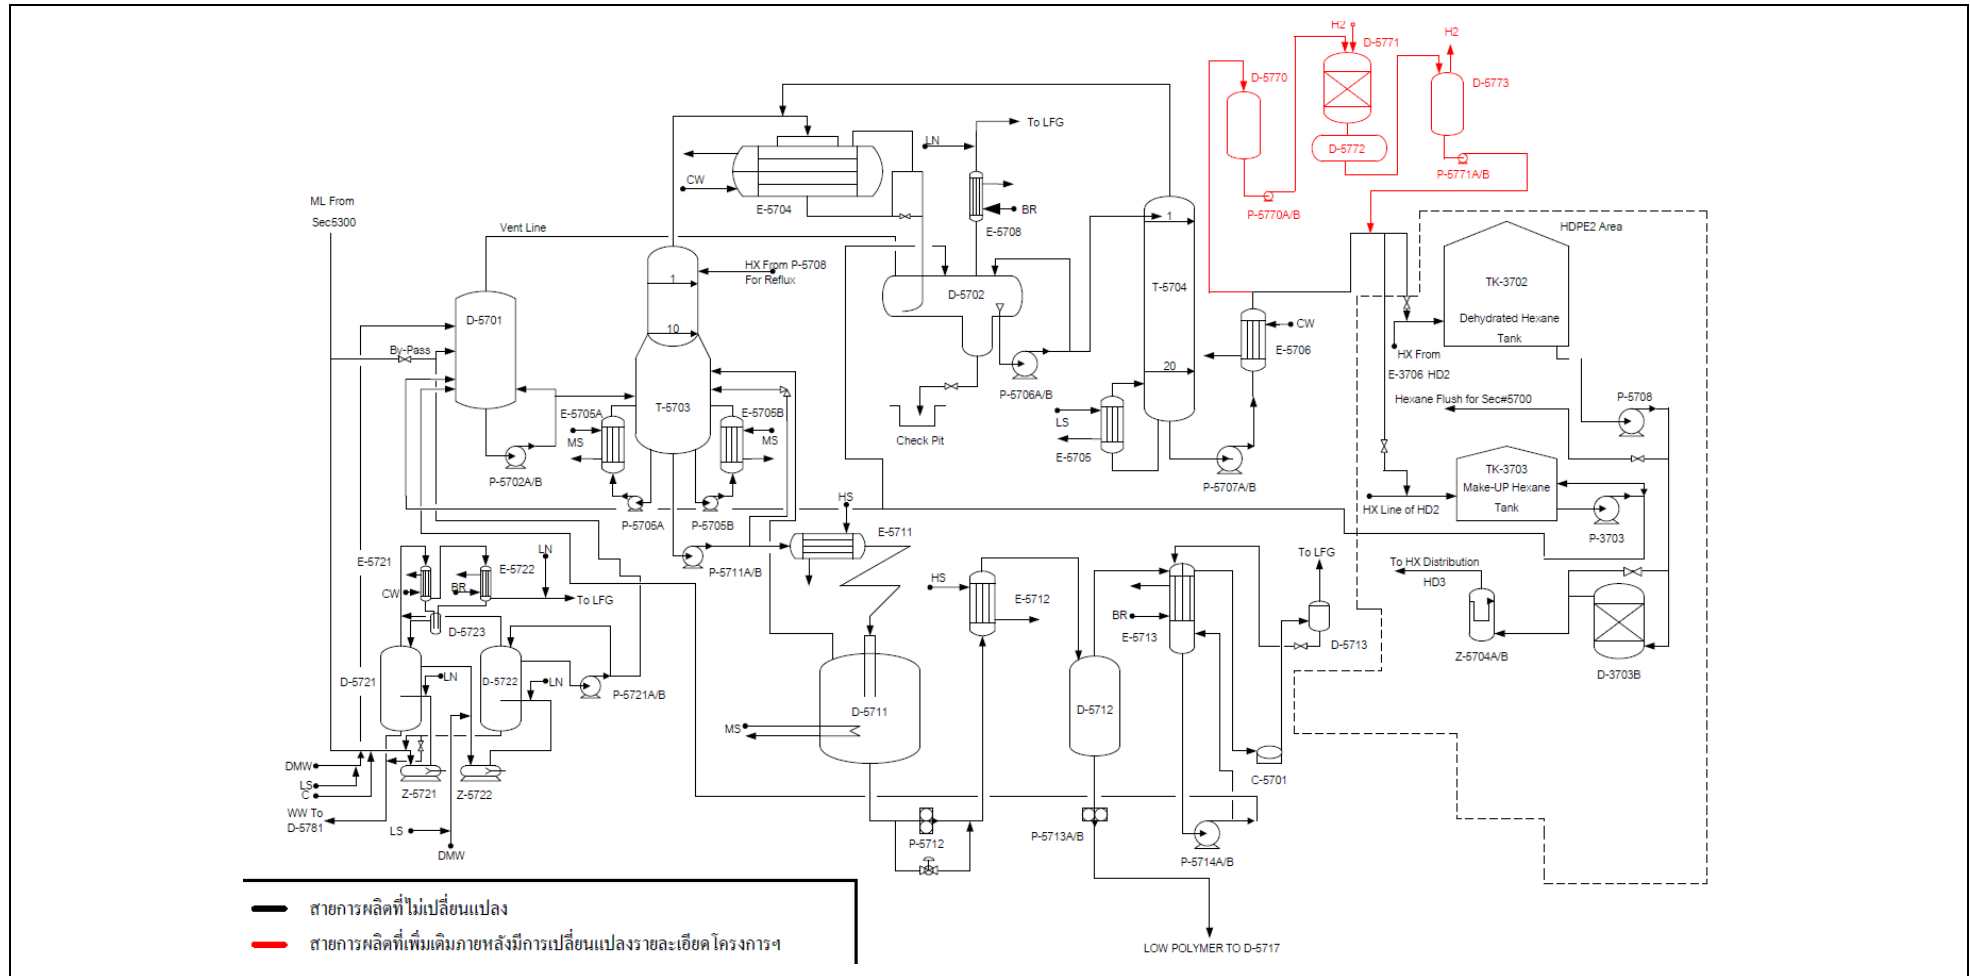 H2
D-5771
H2
D-5770
D-5773
D-5772
P-5771A/B
P-5770A/B
To LFG
LN
CW
E-5704
BR
E-5708
ML From
Sec5300
Vent Line
HDPE2 Area
HX From P-5708
For Reflux
1
10
D-5701
By-Pass
D-5702
1
T-5704
20
TK-3702
Dehydrated Hexane
Tank
CW
E-5706
HX From
E-3706 HD2
Hexane Flush for Sec#5700
P-5708
P-5706A/B
E-5705A
T-5703
E-5705B
MS
MS
LS
E-5705
Check Pit
P-5702A/B
P-5705A
P-5705B
P-5707A/B
TK-3703
Make-UP Hexane
Tank
HX Line of HD2
P-3703
HS
E-5711
P-5711A/B
E-5721
E-5722
LN
CW
BR
To LFG
D-5723
HS
E-5712
To LFG
To HX Distribution
HD3
BR
E-5713
D-5713
Z-5704A/B
D-3703B
D-5721
LN
D-5722
LN
P-5721A/B
D-5711
MS
D-5712
C-5701
DMW
LS
C
Z-5721
Z-5722
WW To
D-5781
LS
DMW
P-5712
P-5713A/B
P-5714A/B
LOW POLYMER TO D-5717
สายการผลิตที่ไม่เปลี่ยนแปลง
สายการผลิตที่เพิ่มเติมภายหลังมีการเปลี่ยนแปลงรายละเอียดโครงการฯ